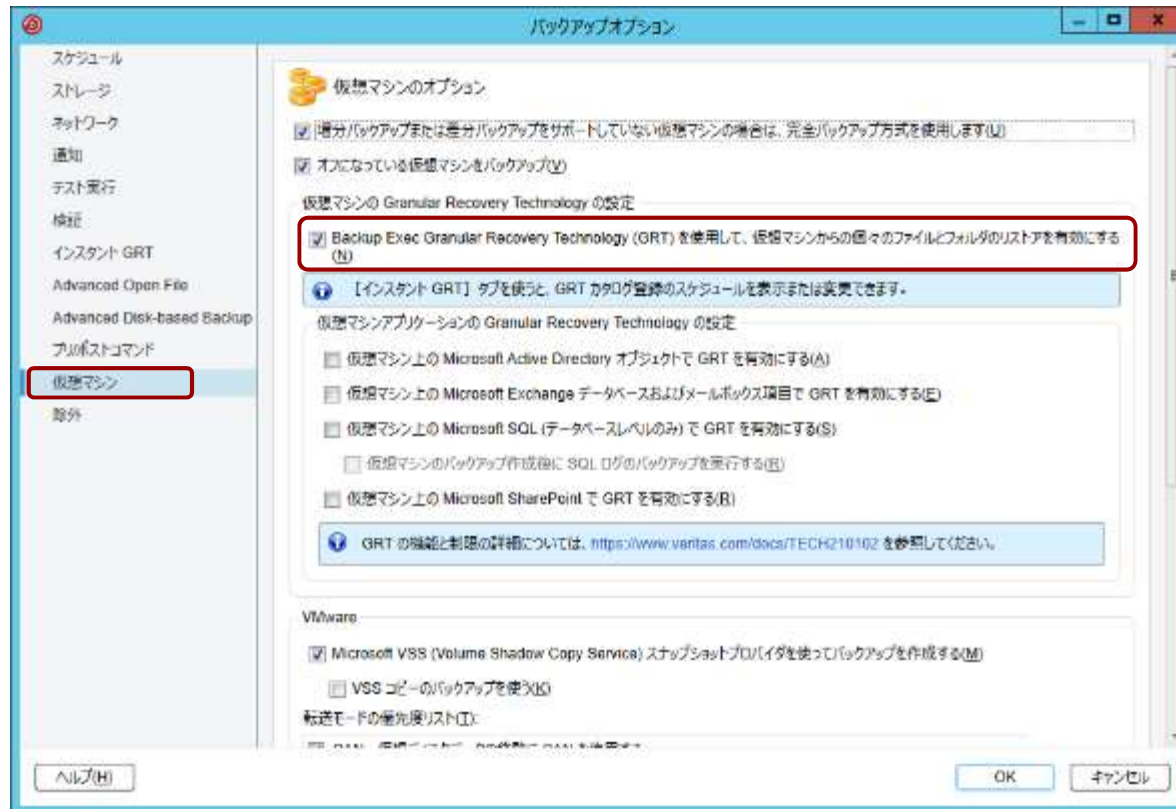 バックアップオプション
スケジュール
ストレージ
ネットワーク
通知
テスト実行
検証
インスタント GRT
Advanced Open File
Advanced Disk-based Backup
プリ/ポストコマンド
仮想マシン
除外
仮想マシンのオプション
増分バックアップまたは差分バックアップをサポートしていない仮想マシンの場合は、完全バックアップ方式を使用します(U)
オフになっている仮想マシンをバックアップ(V)
仮想マシンの Granular Recovery Technology の設定
Backup Exec Granular Recovery Technology (GRT) を使用して、仮想マシンからの個々のファイルとフォルダのリストアを有効にする
(N)
［インスタント GRT］タブを使うと、GRT カタログ登録のスケジュールを表示または変更できます。
仮想マシンアプリケーションの Granular Recovery Technology の設定
仮想マシン上の Microsoft Active Directory オブジェクトで GRT を有効にする(A)
仮想マシン上の Microsoft Exchange データベースおよびメールボックス項目で GRT を有効にする(E)
仮想マシン上の Microsoft SQL (データベースレベルのみ) で GRT を有効にする(S)
仮想マシンのバックアップ作成後に SQL ログのバックアップを実行する(B)
仮想マシン上の Microsoft SharePoint で GRT を有効にする(R)
GRT の機能と制限の詳細については、https://www.veritas.com/docs/TECH210102 を参照してください。
VMware
Microsoft VSS (Volume Shadow Copy Service) スナップショットプロバイダを使ってバックアップを作成する(M)
VSS コピーのバックアップを使う(K)
転送モードの優先度リスト(T):
ヘルプ(H)
OK
キャンセル